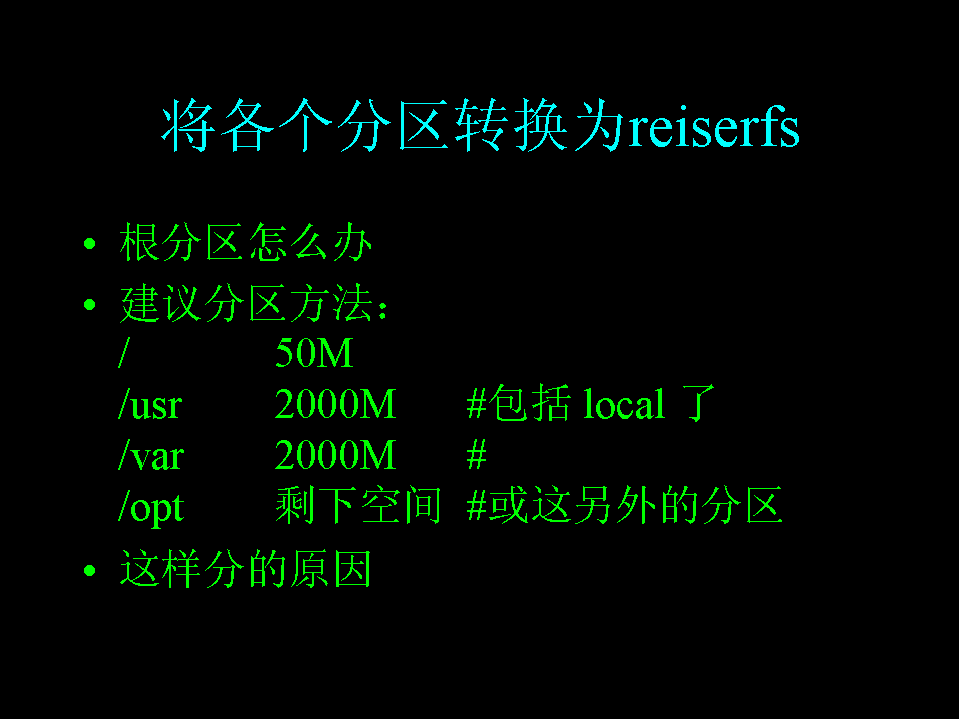 将各个分区转换为reiserfs
• 根分区怎么办
• 建议分区方法：
/ 50M
/usr 2000M #包括 local 了
/var 2000M #
/opt 剩下空间 #或这另外的分区
• 这样分的原因